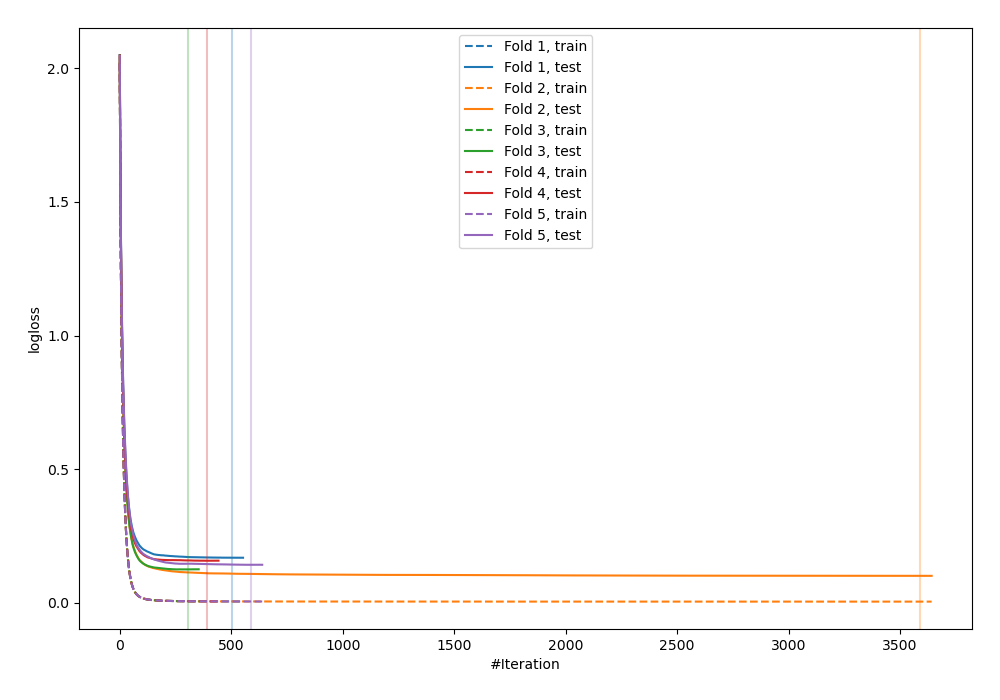 2.0
1.5
1.0
0.5
0.0
logloss
0
500
1000
1500
2000
2500
3000
3500
#Iteration
Fold 1, train
Fold 1, test
Fold 2, train
Fold 2, test
Fold 3, train
Fold 3, test
Fold 4, train
Fold 4, test
Fold 5, train
Fold 5, test